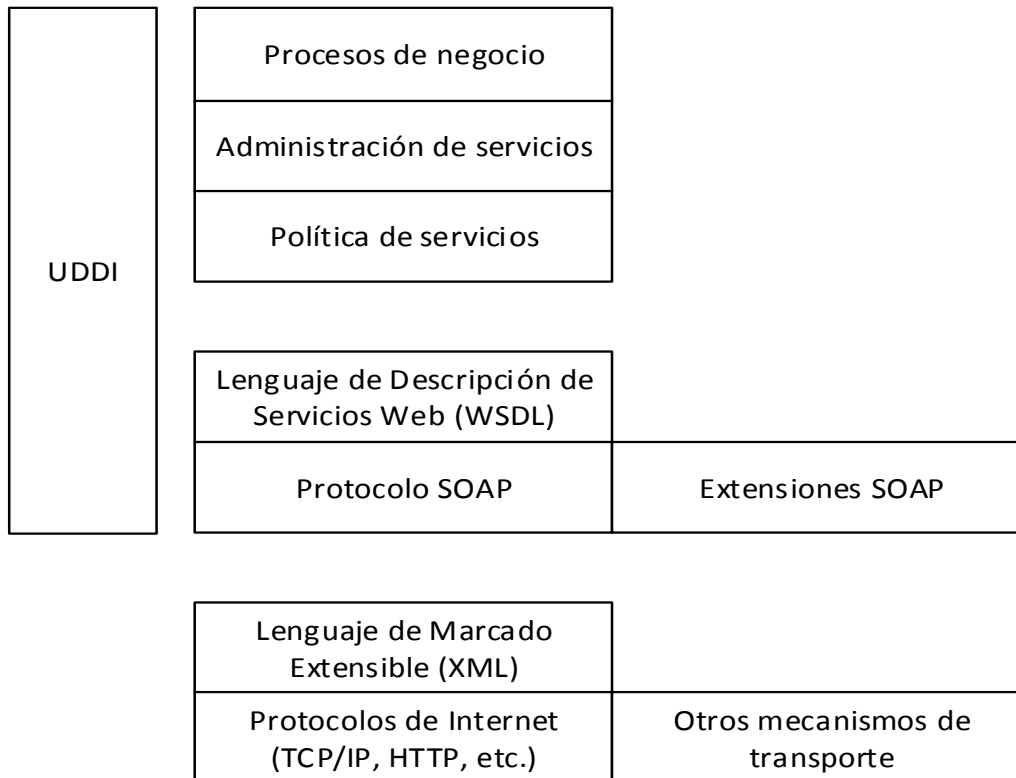 Procesos de negocio
Administración de servicios
Política de servicios
UDDI
Lenguaje de Descripción de
Servicios Web (WSDL)
Protocolo SOAP
Extensiones SOAP
Lenguaje de Marcado
Extensible (XML)
Protocolos de Internet
(TCP/IP, HTTP, etc.)
Otros mecanismos de
transporte